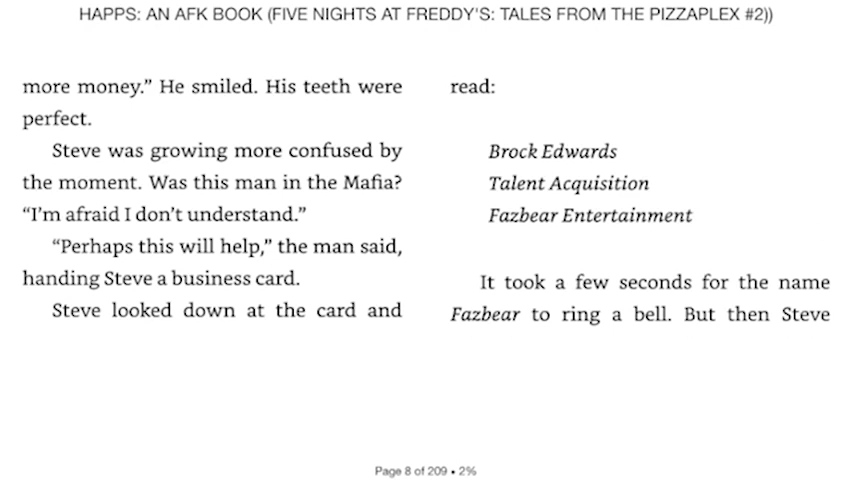 HAPPS: AN AFK BOOK (FIVE NIGHTS AT FREDDY'S: TALES FROM THE PIZZAPLEX #2))
more money.” He smiled. His teeth were
perfect.
Steve was growing more confused by
the moment. Was this man in the Mafia?
“I’m afraid I don’t understand.”
“Perhaps this will help,” the man said,
handing Steve a business card.
Steve looked down at the card and
read:
Brock Edwards
Talent Acquisition
Fazbear Entertainment
It took a few seconds for the name
Fazbear to ring a bell. But then Steve
Page 8 of 209 • 2%